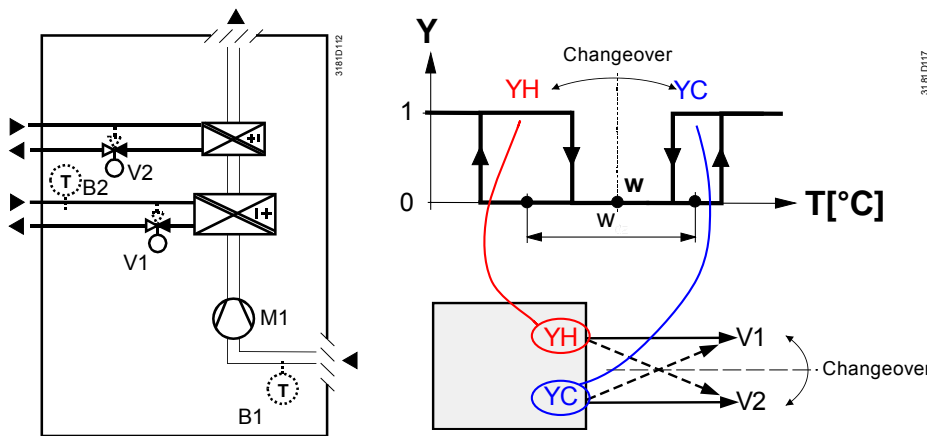 3181D112
V2
T
B2
V1
M1
T
B1
Y
Changeover
YH
YC
3181D117
1
0
w
w
T[°C]
YH
V1
Changeover
YC
V2